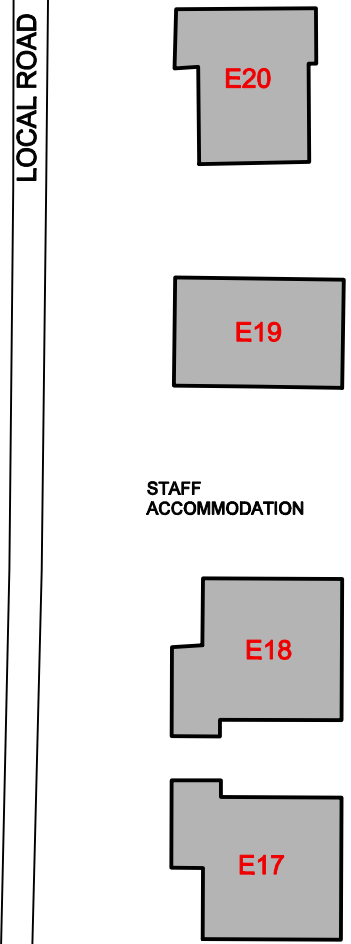 LOCAL ROAD
E20
E19
STAFF
ACCOMMODATION
E18
E17